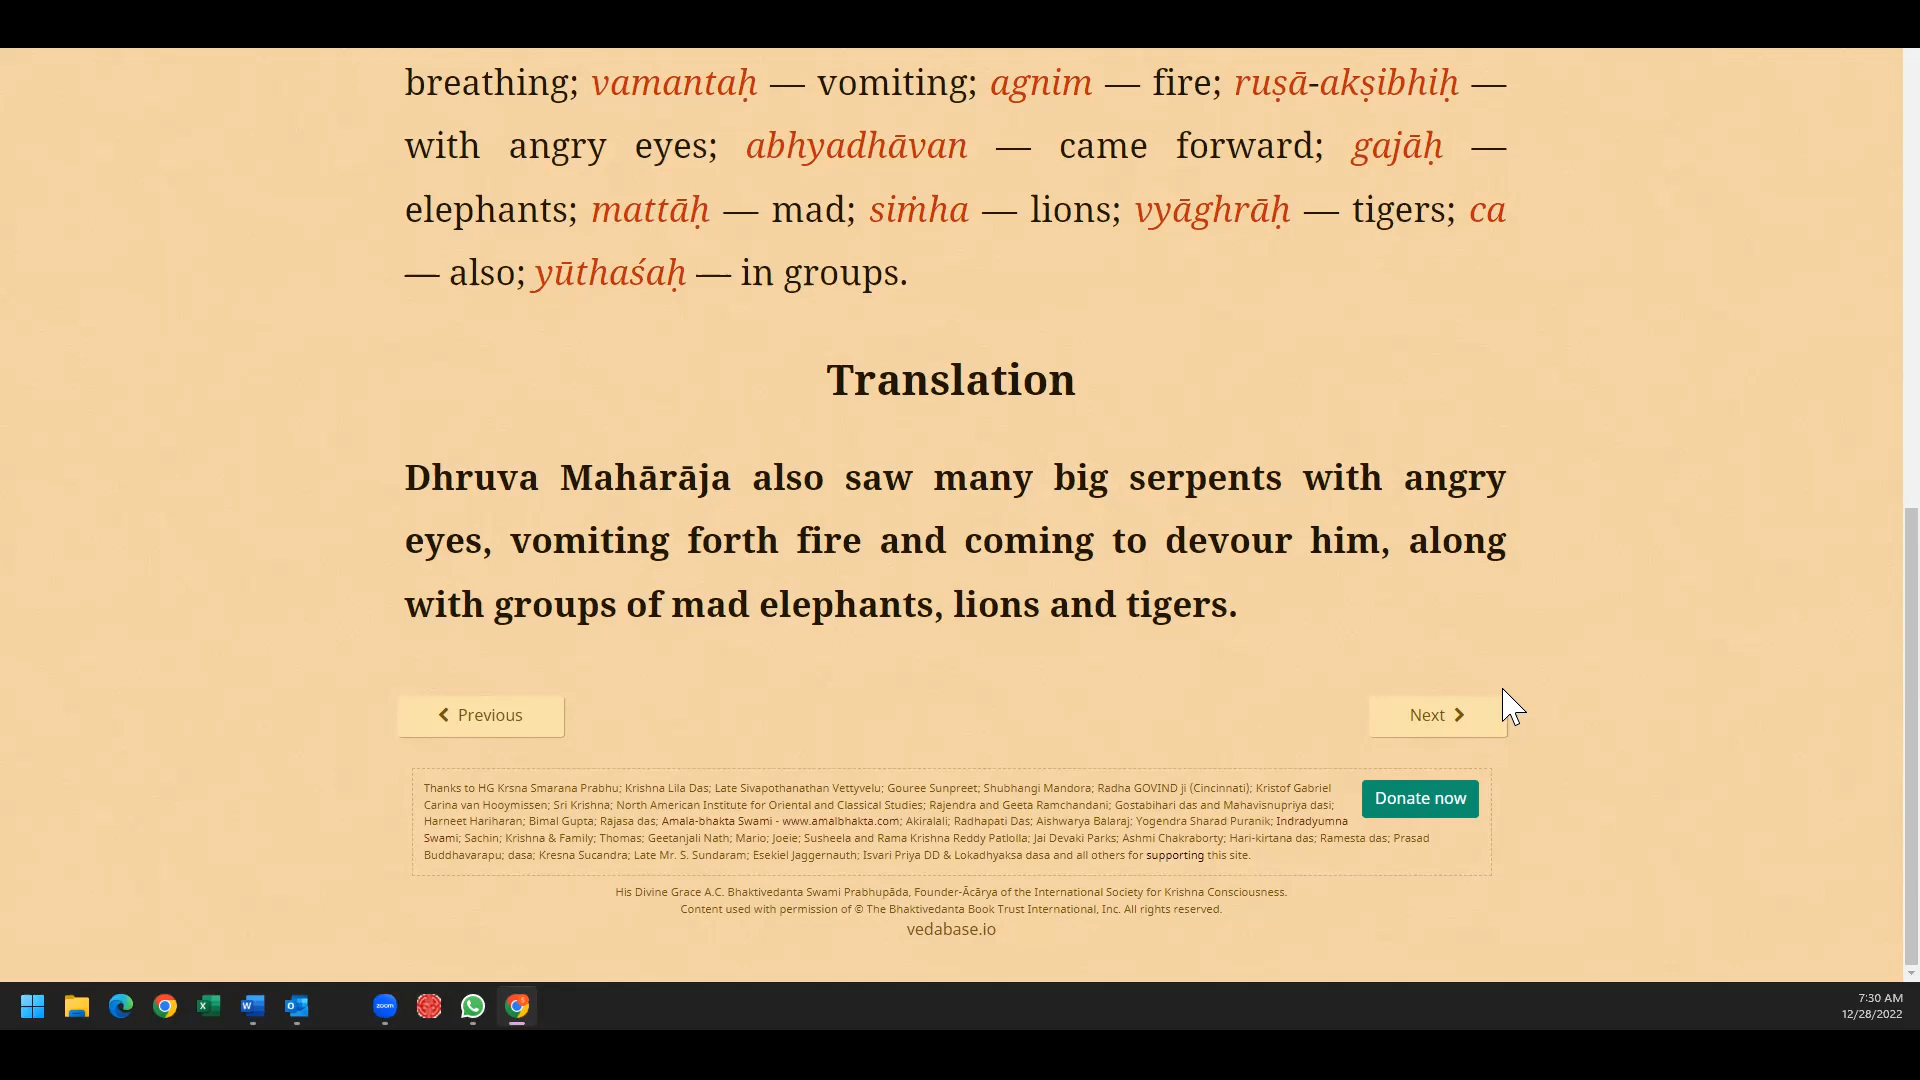 breathing; vamantaḥ — vomiting; agnim — fire; ruṣā-akṣibhiḥ —
with angry eyes; abhyadhāvan — came forward; gajāḥ —
elephants; mattāḥ — mad; siṁha — lions; vyāghrāḥ — tigers; ca
— also; yūthaśaḥ — in groups.
Translation
Dhruva Mahārāja also saw many big serpents with angry
eyes, vomiting forth fire and coming to devour him, along
with groups of mad elephants, lions and tigers.
Previous
Next
Thanks to HG Krsna Smarana Prabhu; Krishna Lila Das; Late Sivapothanathan Vettyvelu; Gouree Sunpreet; Shubhangi Mandora; Radha GOVIND ji (Cincinnati); Kristof Gabriel
Carina van Hooymissen; Sri Krishna; North American Institute for Oriental and Classical Studies; Rajendra and Geeta Ramchandani; Gostabihari das and Mahavisnupriya dasi;
Harneet Hariharan; Bimal Gupta; Rajasa das; Amala-bhakta Swami - www.amalbhakta.com; Akiralali; Radhapati Das; Aishwarya Balaraj; Yogendra Sharad Puranik; Indradyumna
Swami; Sachin; Krishna & Family; Thomas; Geetanjali Nath; Mario; Joeie; Susheela and Rama Krishna Reddy Patlolla; Jai Devaki Parks; Ashmi Chakraborty; Hari-kirtana das; Ramesta das; Prasad
Buddhavarapu; dasa; Kresna Sucandra; Late Mr. S. Sundaram; Esekiel Jaggernauth; Isvari Priya DD & Lokadhyaksa dasa and all others for supporting this site.
Donate now
His Divine Grace A.C. Bhaktivedanta Swami Prabhupāda, Founder-Ācārya of the International Society for Krishna Consciousness.
Content used with permission of © The Bhaktivedanta Book Trust International, Inc. All rights reserved.
vedabase.io
zoom
7:30 AM
12/28/2022